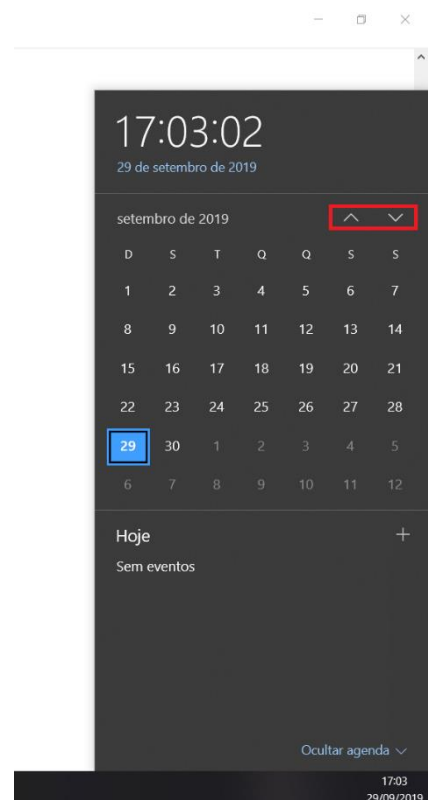 17:03:02
29 de setembro de 2019
setembro de 2019
D S T Q Q S S
1 2 3 4 5 6 7
8 9 10 11 12 13 14
15 16 17 18 19 20 21
22 23 24 25 26 27 28
29 30 1 2 3 4 5
6 7 8 9 10 11 12
Hoje
Sem eventos
Ocultar agenda
17:03
29/09/2019